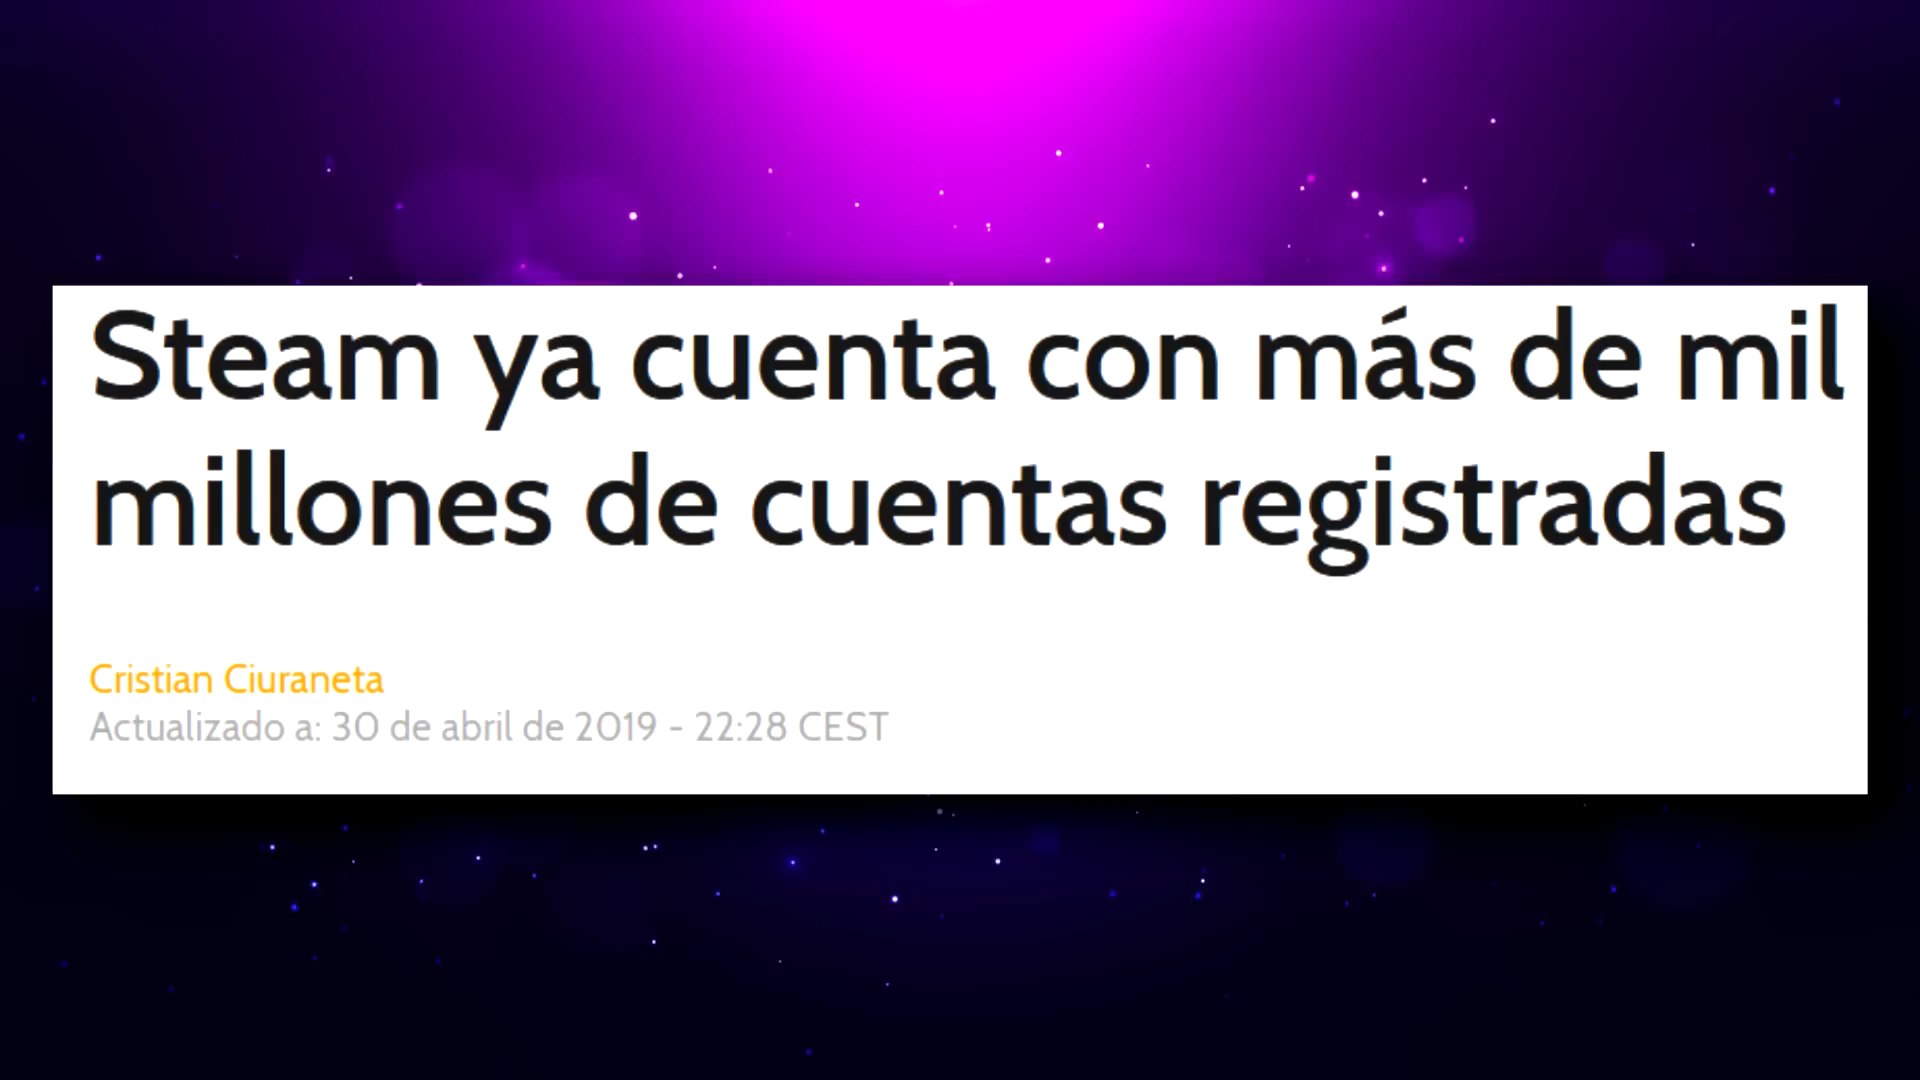 Steam ya cuenta con más de mil
millones de cuentas registradas
Cristian Ciuraneta
Actualizado a: 30 de abril de 2019 - 22:28 CEST